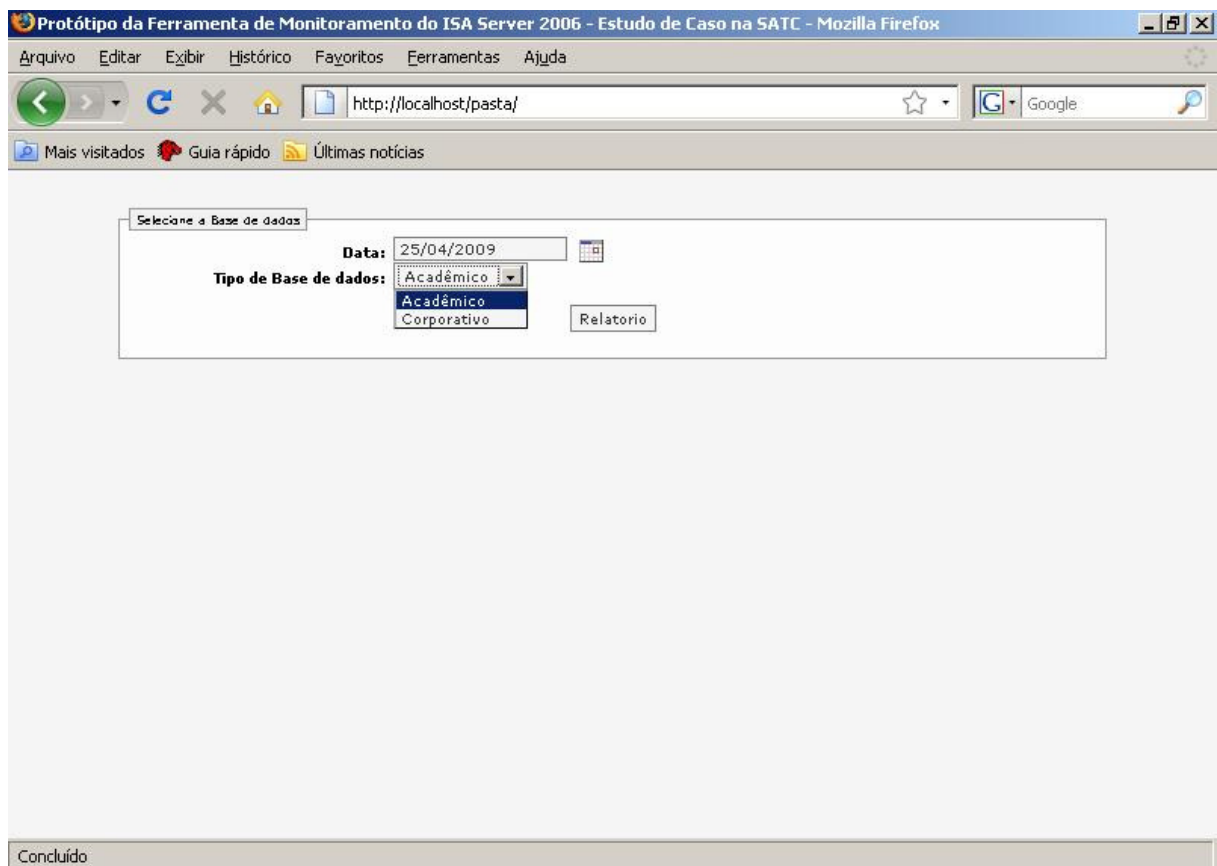 Protótipo da Ferramenta de Monitoramento do ISA Server 2006 - Estudo de Caso na SATC - Mozilla Firefox
Arquivo Editar Exibir Histórico Favoritos Ferramentas Ajuda
http://localhost/pasta/ G Google
Mais visitados Guia rápido Últimas notícias
Selecione a Base de dados
Data: 25/04/2009
Tipo de Base de dados: Acadêmico
Acadêmico
Corporativo Relatorio
Concluído